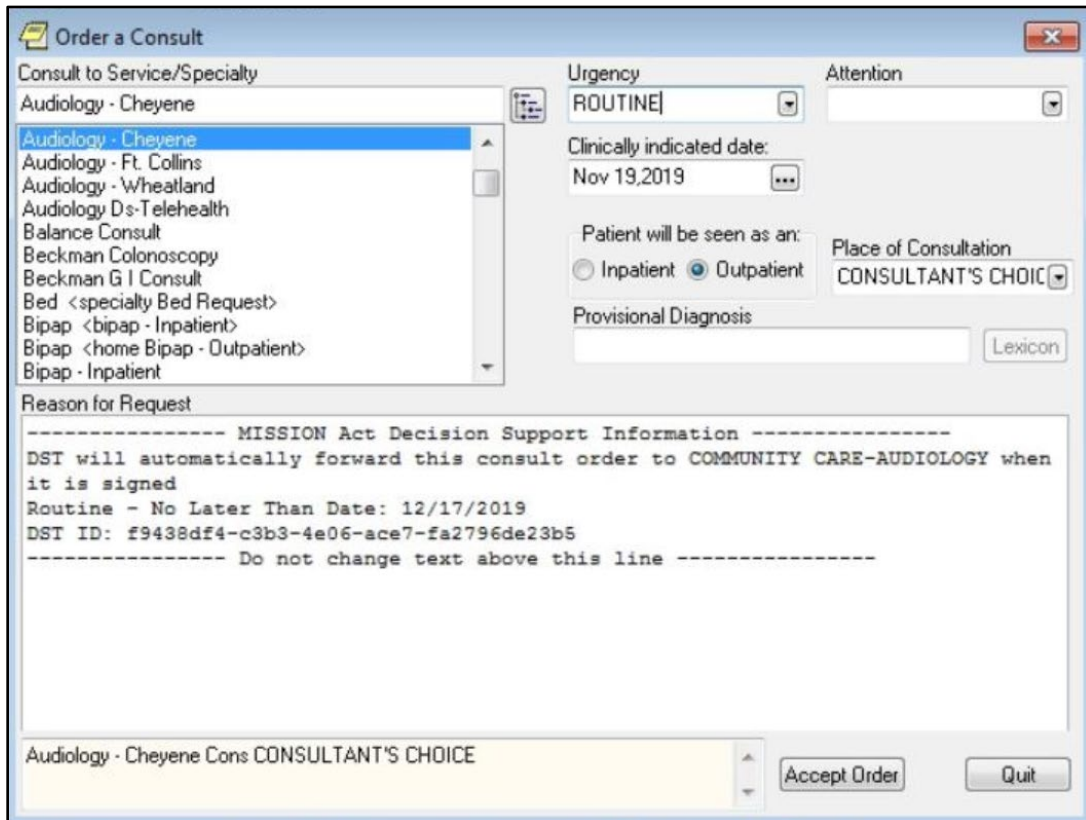 Order a Consult
Consult to Service/Specialty
Audiology - Cheyene
Audiology - Cheyene
Audiology - Ft. Collins
Audiology - Wheatland
Audiology Ds-Telehealth
Balance Consult
Beckman Colonoscopy
Beckman G I Consult
Bed <specialty Bed Request>
Bipap <bipap - Inpatient>
Bipap <home Bipap - Outpatient>
Bipap - Inpatient
Urgency
ROUTINE
Attention
Clinically indicated date:
Nov 19,2019
...
Patient will be seen as an:
Inpatient Outpatient
Place of Consultation
CONSULTANT'S CHOIC
Provisional Diagnosis
Lexicon
Reason for Request
---------------- MISSION Act Decision Support Information ----------------
DST will automatically forward this consult order to COMMUNITY CARE-AUDIOLOGY when
it is signed
Routine - No Later Than Date: 12/17/2019
DST ID: f9438df4-c3b3-4e06-ace7-fa2796de23b5
---------------- Do not change text above this line ----------------
Audiology - Cheyene Cons CONSULTANT'S CHOICE
Accept Order
Quit